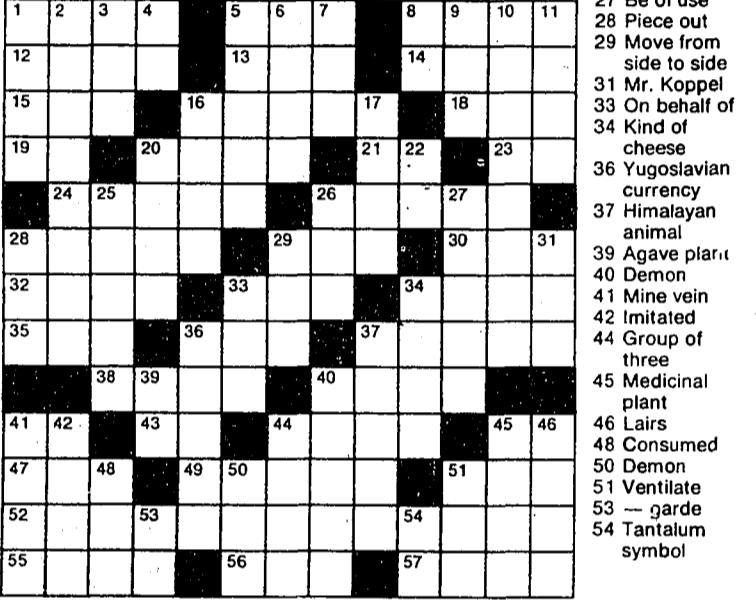 1 2 3 4 5 6 7 8 9 10 11
12 13 14
15 16 17 18
19 20 21 22 23
24 25 26 27
28 29 30 31
32 33 34
35 36 37
38 39 40
41 42 43 44 45 46
47 48 49 50 51
52 53 54
55 56 57
27 Be of use
28 Piece out
29 Move from
side to side
31 Mr. Koppel
33 On behalf of
34 Kind of
cheese
36 Yugoslavian
currency
37 Himalayan
animal
39 Agave plant
40 Demon
41 Mine vein
42 Imitated
44 Group of
three
45 Medicinal
plant
46 Lairs
48 Consumed
50 Demon
51 Ventilate
53 — garde
54 Tantalum
symbol